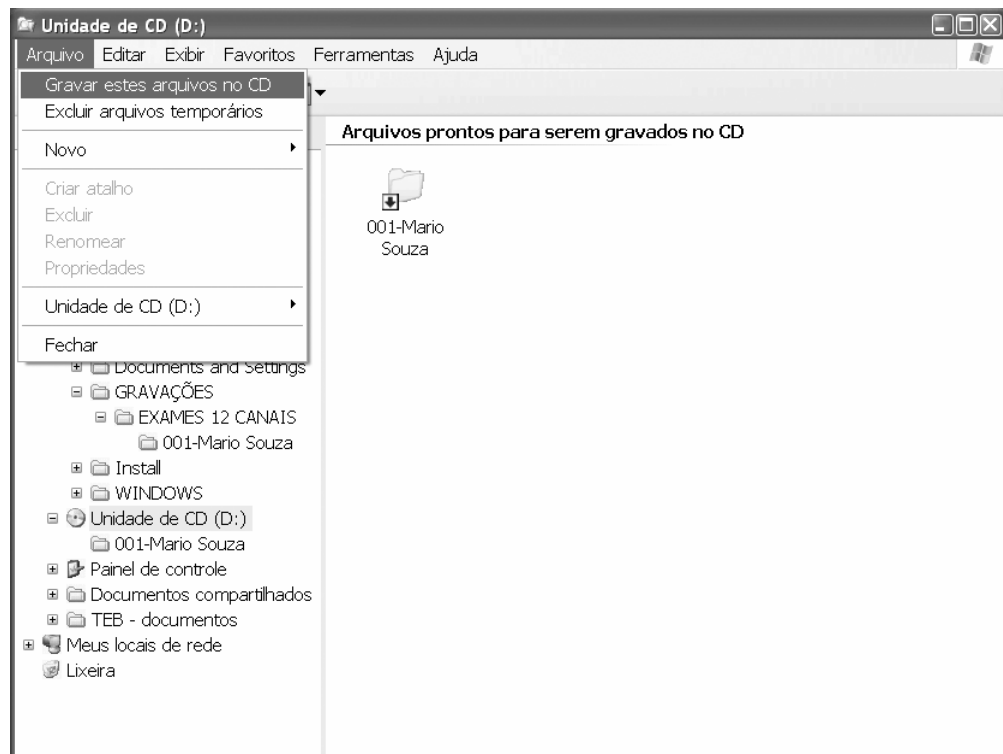 Unidade de CD (D:)
Arquivo Editar Exibir Favoritos Ferramentas Ajuda
Gravar estes arquivos no CD
Excluir arquivos temporários
Novo
Criar atalho
Excluir
Renomear
Propriedades
Unidade de CD (D:)
Fechar
Documents and Settings
GRAVAÇÕES
EXAMES 12 CANAIS
001-Mario Souza
Install
WINDOWS
Unidade de CD (D:)
001-Mario Souza
Painel de controle
Documentos compartilhados
TEB - documentos
Meus locais de rede
Lixeira
Arquivos prontos para serem gravados no CD
001-Mario
Souza